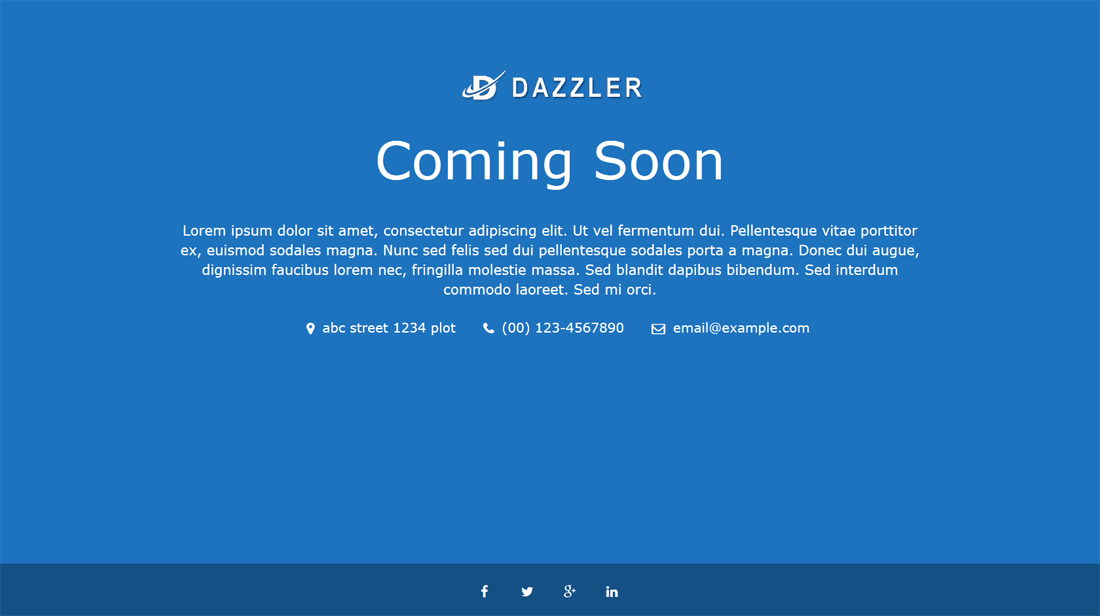 DAZZLER
Coming Soon
Lorem ipsum dolor sit amet, consectetur adipiscing elit. Ut vel fermentum dui. Pellentesque vitae porttitor
ex, euismod sodales magna. Nunc sed felis sed dui pellentesque sodales porta a magna. Donec dui augue,
dignissim faucibus lorem nec, fringilla molestie massa. Sed blandit dapibus bibendum. Sed interdum
commodo laoreet. Sed mi orci.
abc street 1234 plot (00) 123-4567890 email@example.com